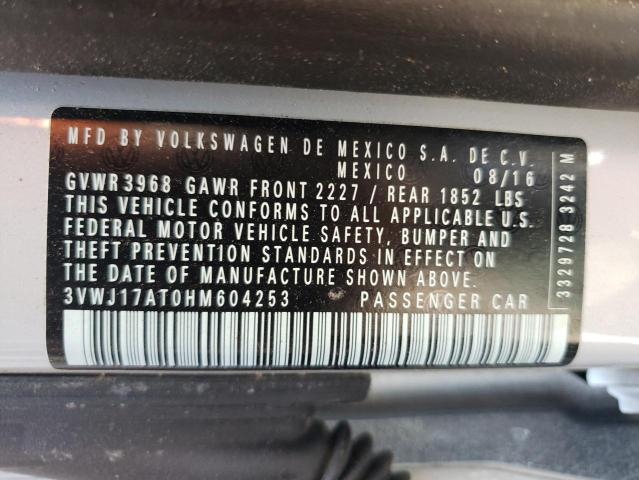 MFD BY VOLKSWAGEN DE MEXICO S.A. DE C.V.
MEXICO 08/16
GVWR 3968 GAWR FRONT 2227 / REAR 1852 LBS
THIS VEHICLE CONFORMS TO ALL APPLICABLE U.S.
FEDERAL MOTOR VEHICLE SAFETY, BUMPER AND
THEFT PREVENTION STANDARDS IN EFFECT ON
THE DATE OF MANUFACTURE SHOWN ABOVE.
3VWJ17AT0HM604253 PASSENGER CAR
3329728 3242 M